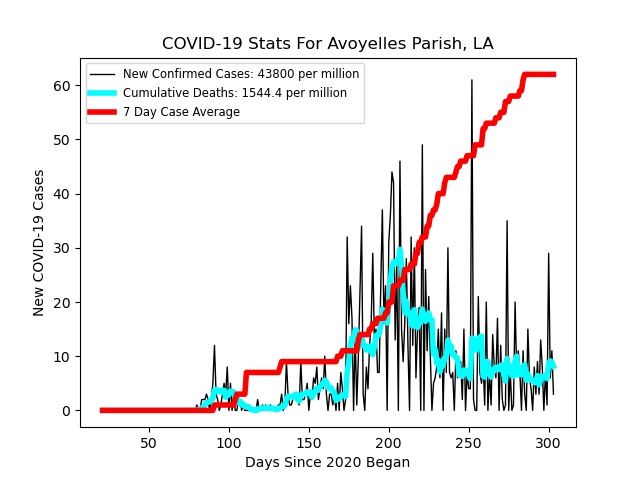 COVID-19 Stats For Avoyelles Parish, LA
New Confirmed Cases: 43800 per million
Cumulative Deaths: 1544.4 per million
7 Day Case Average
New COVID-19 Cases
60
50
40
30
20
10
0
50 100 150 200 250 300
Days Since 2020 Began